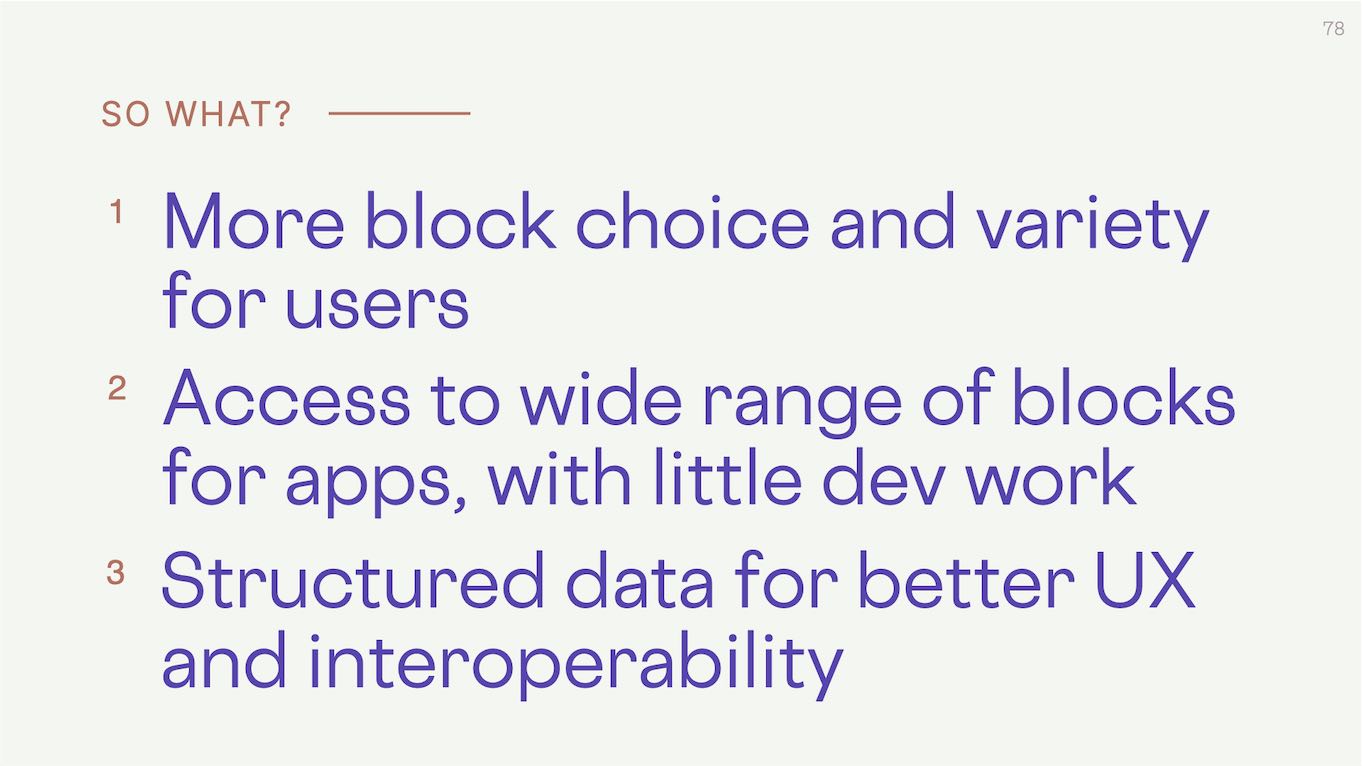 78
SO WHAT?
1 More block choice and variety
for users
2 Access to wide range of blocks
for apps, with little dev work
3 Structured data for better UX
and interoperability